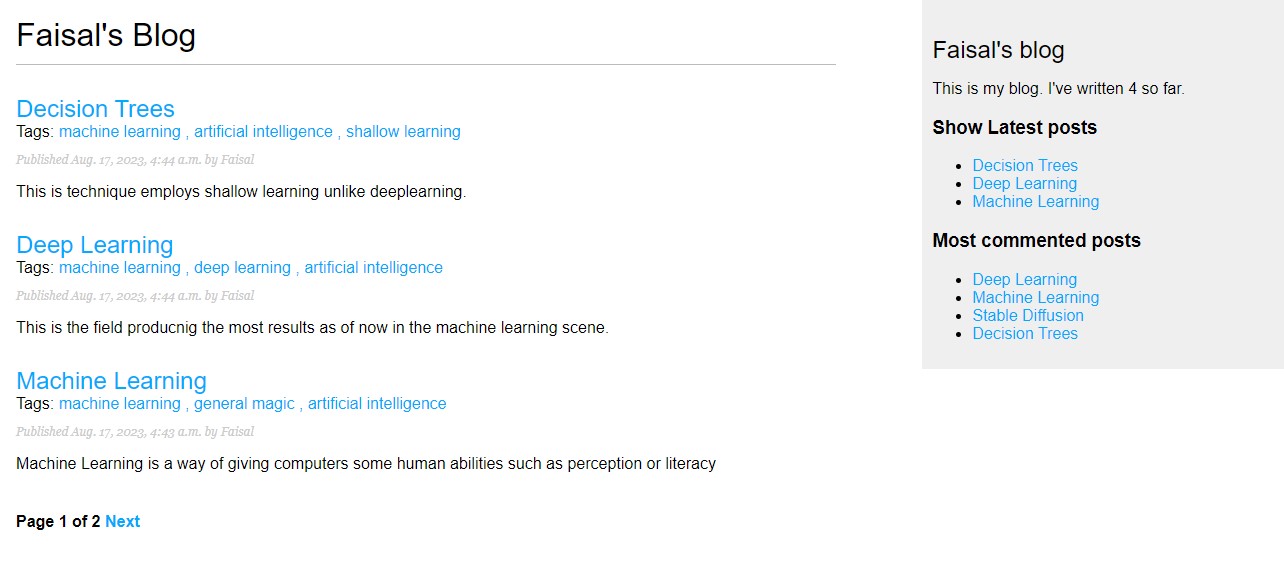 Faisal's Blog
Decision Trees
Tags: machine learning , artificial intelligence , shallow learning
Published Aug. 17, 2023, 4:44 a.m. by Faisal
This is technique employs shallow learning unlike deeplearning.
Deep Learning
Tags: machine learning , deep learning , artificial intelligence
Published Aug. 17, 2023, 4:44 a.m. by Faisal
This is the field producnig the most results as of now in the machine learning scene.
Machine Learning
Tags: machine learning , general magic , artificial intelligence
Published Aug. 17, 2023, 4:43 a.m. by Faisal
Machine Learning is a way of giving computers some human abilities such as perception or literacy
Page 1 of 2 Next
Faisal's blog
This is my blog. I've written 4 so far.
Show Latest posts
• Decision Trees
• Deep Learning
• Machine Learning
Most commented posts
• Deep Learning
• Machine Learning
• Stable Diffusion
• Decision Trees